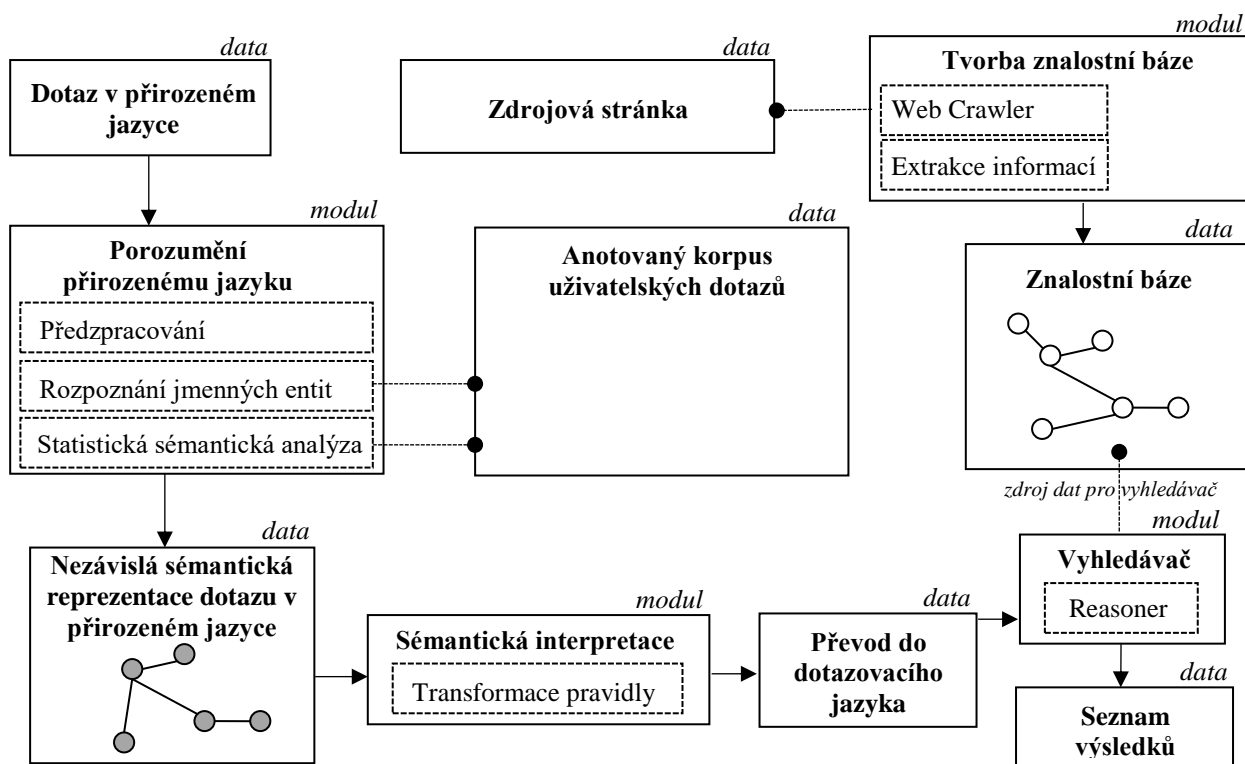 data
Dotaz v přirozeném
jazyce
data
Zdrojová stránka
modul
Tvorba znalostní báze
Web Crawler
Extrakce informací
modul
Porozumění
přirozenému jazyku
Předzpracování
Rozpoznání jmenných entit
Statistická sémantická analýza
data
Anotovaný korpus
uživatelských dotazů
data
Znalostní báze
zdroj dat pro vyhledávač
data
Nezávislá sémantická
reprezentace dotazu v
přirozeném jazyce
modul
Sémantická interpretace
Transformace pravidly
data
Převod do
dotazovacího
jazyka
modul
Vyhledávač
Reasoner
data
Seznam
výsledků